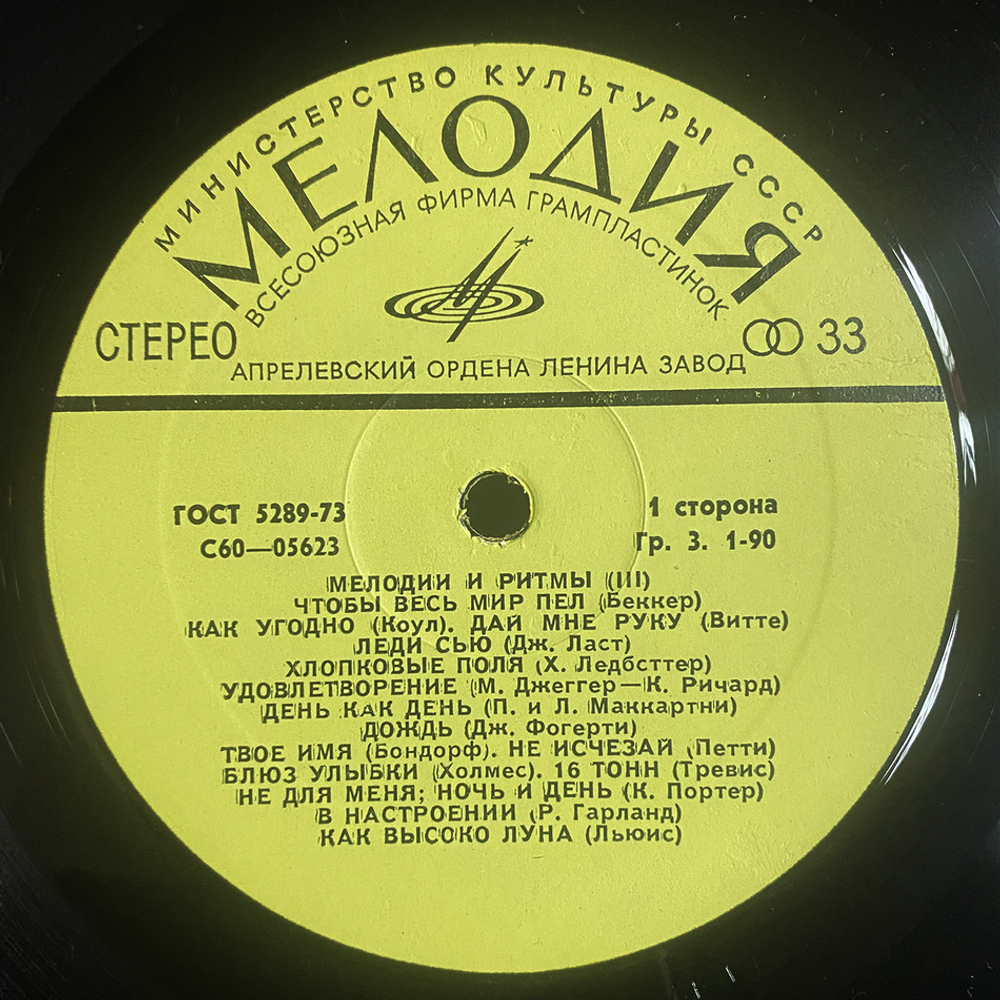 МИНИСТЕРСТВО КУЛЬТУРЫ СССР
МЕЛОДИЯ
ВСЕСОЮЗНАЯ ФИРМА ГРАМПЛАСТИНОК
СТЕРЕО
33
АПРЕЛЕВСКИЙ ОРДЕНА ЛЕНИНА ЗАВОД
ГОСТ 5289-73
1 сторона
С60—05623
Гр. 3. 1-90
МЕЛОДИИ И РИТМЫ (III)
ЧТОБЫ ВЕСЬ МИР ПЕЛ (Беккер)
КАК УГОДНО (Коул). ДАЙ МНЕ РУКУ (Витте)
ЛЕДИ СЬЮ (Дж. Ласт)
ХЛОПКОВЫЕ ПОЛЯ (Х. Ледбсттер)
УДОВЛЕТВОРЕНИЕ (М. Джеггер—К. Ричард)
ДЕНЬ КАК ДЕНЬ (П. и Л. Маккартни)
ДОЖДЬ (Дж. Фогерти)
ТВОЕ ИМЯ (Бондорф). НЕ ИСЧЕЗАЙ (Петти)
БЛЮЗ УЛЫБКИ (Холмес). 16 ТОНН (Тревис)
НЕ ДЛЯ МЕНЯ; НОЧЬ И ДЕНЬ (К. Портер)
В НАСТРОЕНИИ (Р. Гарланд)
КАК ВЫСОКО ЛУНА (Льюис)